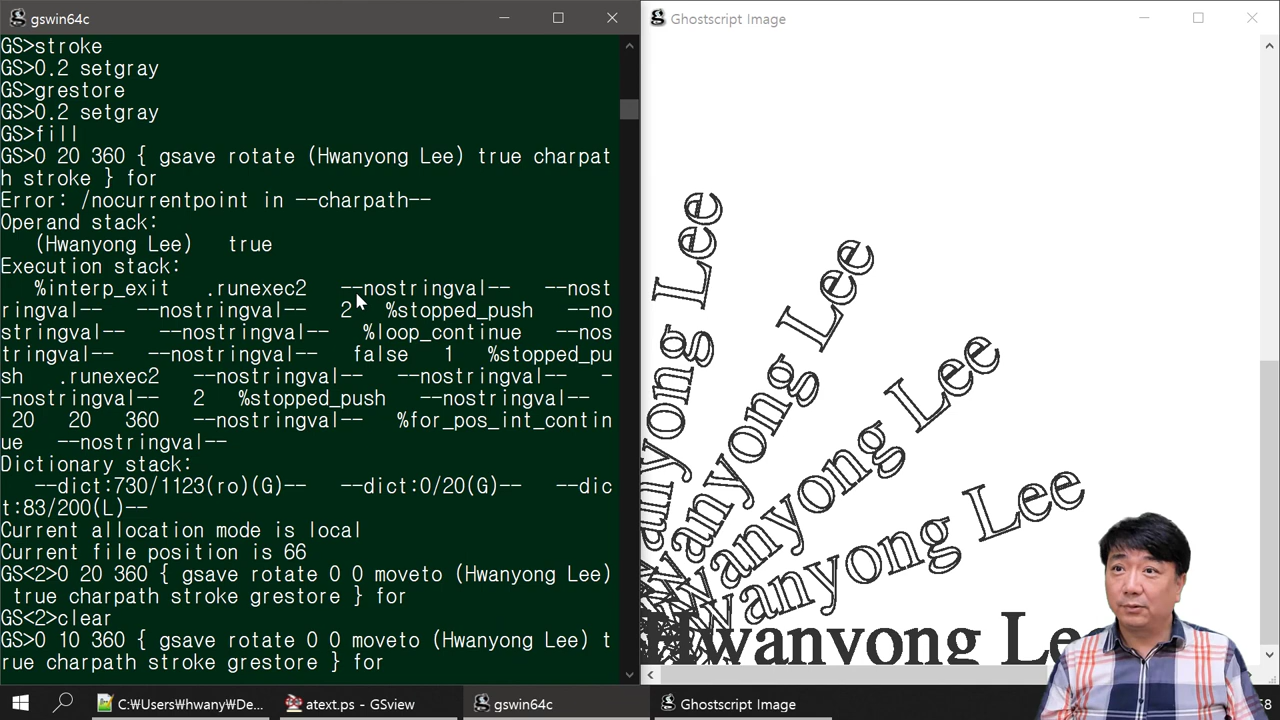 gswin64c
GS>stroke
GS>0.2 setgray
GS>grestore
GS>0.2 setgray
GS>fill
GS>0 20 360 { gsave rotate (Hwanyong Lee) true charpat
h stroke } for
Error: /nocurrentpoint in --charpath--
Operand stack:
(Hwanyong Lee) true
Execution stack:
%interp_exit .runexec2 --nostringval-- --nost
ringval-- --nostringval-- 2 %stopped_push --no
stringval-- --nostringval-- %loop_continue --nos
tringval-- --nostringval-- false 1 %stopped_pu
sh .runexec2 --nostringval-- --nostringval-- -
-nostringval-- 2 %stopped_push --nostringval--
20 20 360 --nostringval-- %for_pos_int_contin
ue --nostringval--
Dictionary stack:
--dict:730/1123(ro)(G)-- --dict:0/20(G)-- --dic
t:83/200(L)--
Current allocation mode is local
Current file position is 66
GS<2>0 20 360 { gsave rotate 0 0 moveto (Hwanyong Lee)
true charpath stroke grestore } for
GS<2>clear
GS>0 10 360 { gsave rotate 0 0 moveto (Hwanyong Lee) t
rue charpath stroke grestore } for
Ghostscript Image
anyong Lee
wanyong Lee
wanyong Lee
wanyong Lee
Hwanyong Le
C:\Users\hwany\De...
atext.ps - GSview
gswin64c
Ghostscript Image